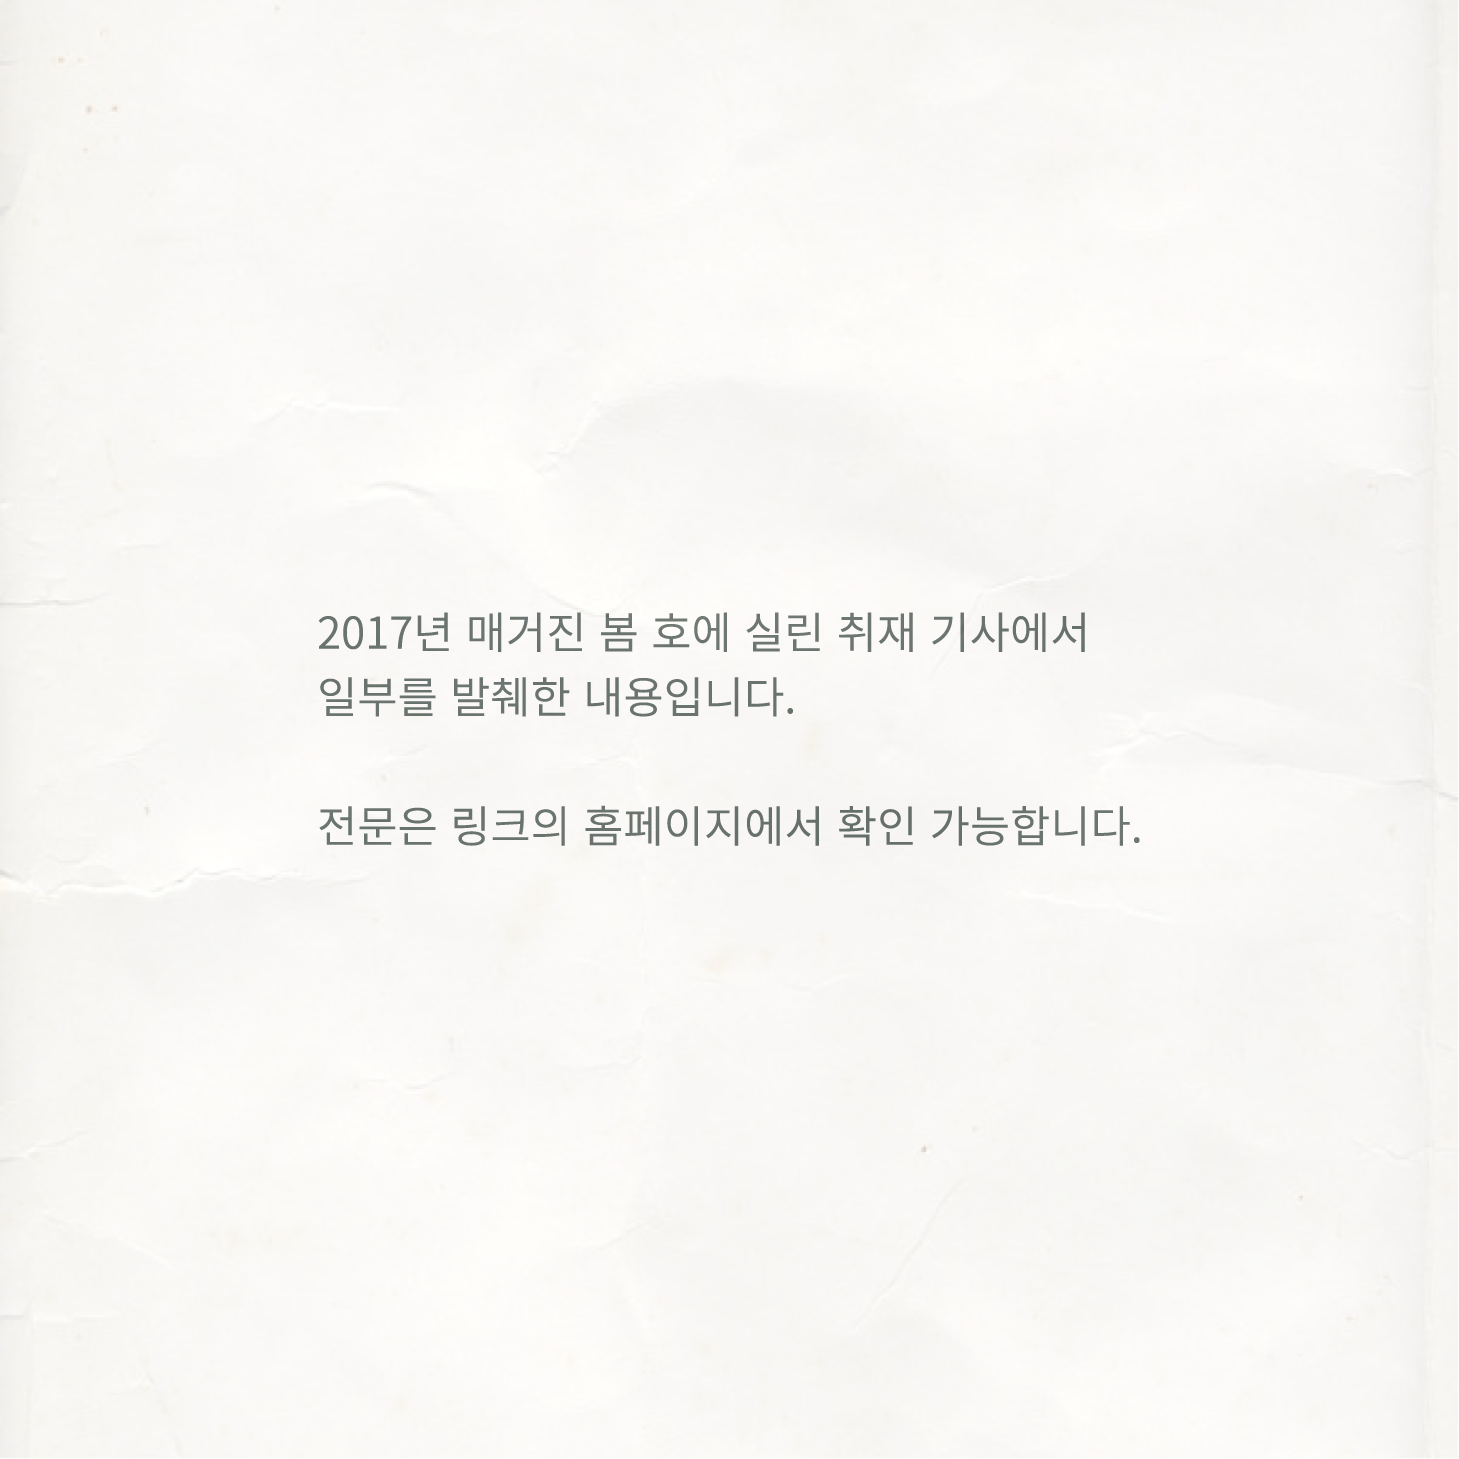 2017년 매거진 봄 호에 실린 취재 기사에서
일부를 발췌한 내용입니다.
전문은 링크의 홈페이지에서 확인 가능합니다.